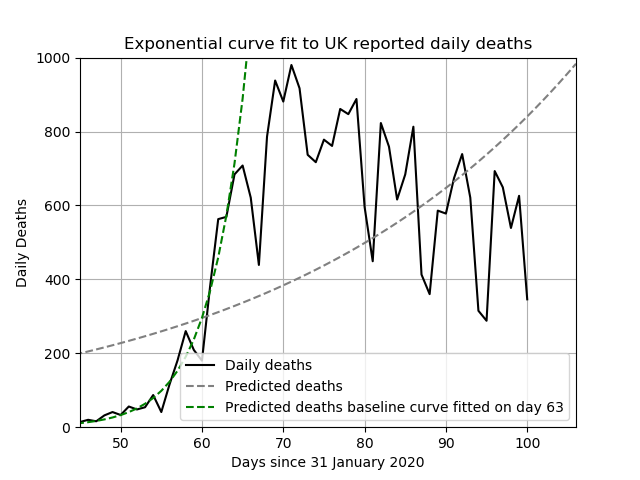 Exponential curve fit to UK reported daily deaths
1000
800
600
400
200
0
Daily Deaths
Daily deaths
Predicted deaths
Predicted deaths baseline curve fitted on day 63
50 60 70 80 90 100
Days since 31 January 2020